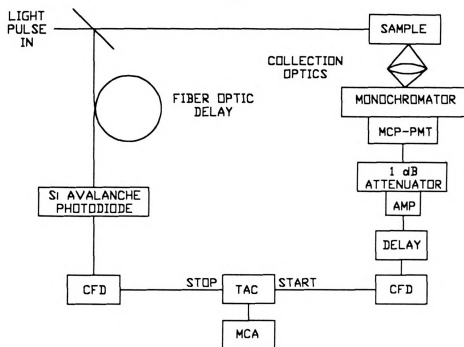 LIGHT
PULSE
IN
SAMPLE
COLLECTION
OPTICS
FIBER OPTIC
DELAY
MONOCHROMATOR
MCP-PMT
1 dB
ATTENUATOR
AMP
Si AVALANCHE
PHOTODIODE
DELAY
CFD
STOP
TAC
START
CFD
MCA